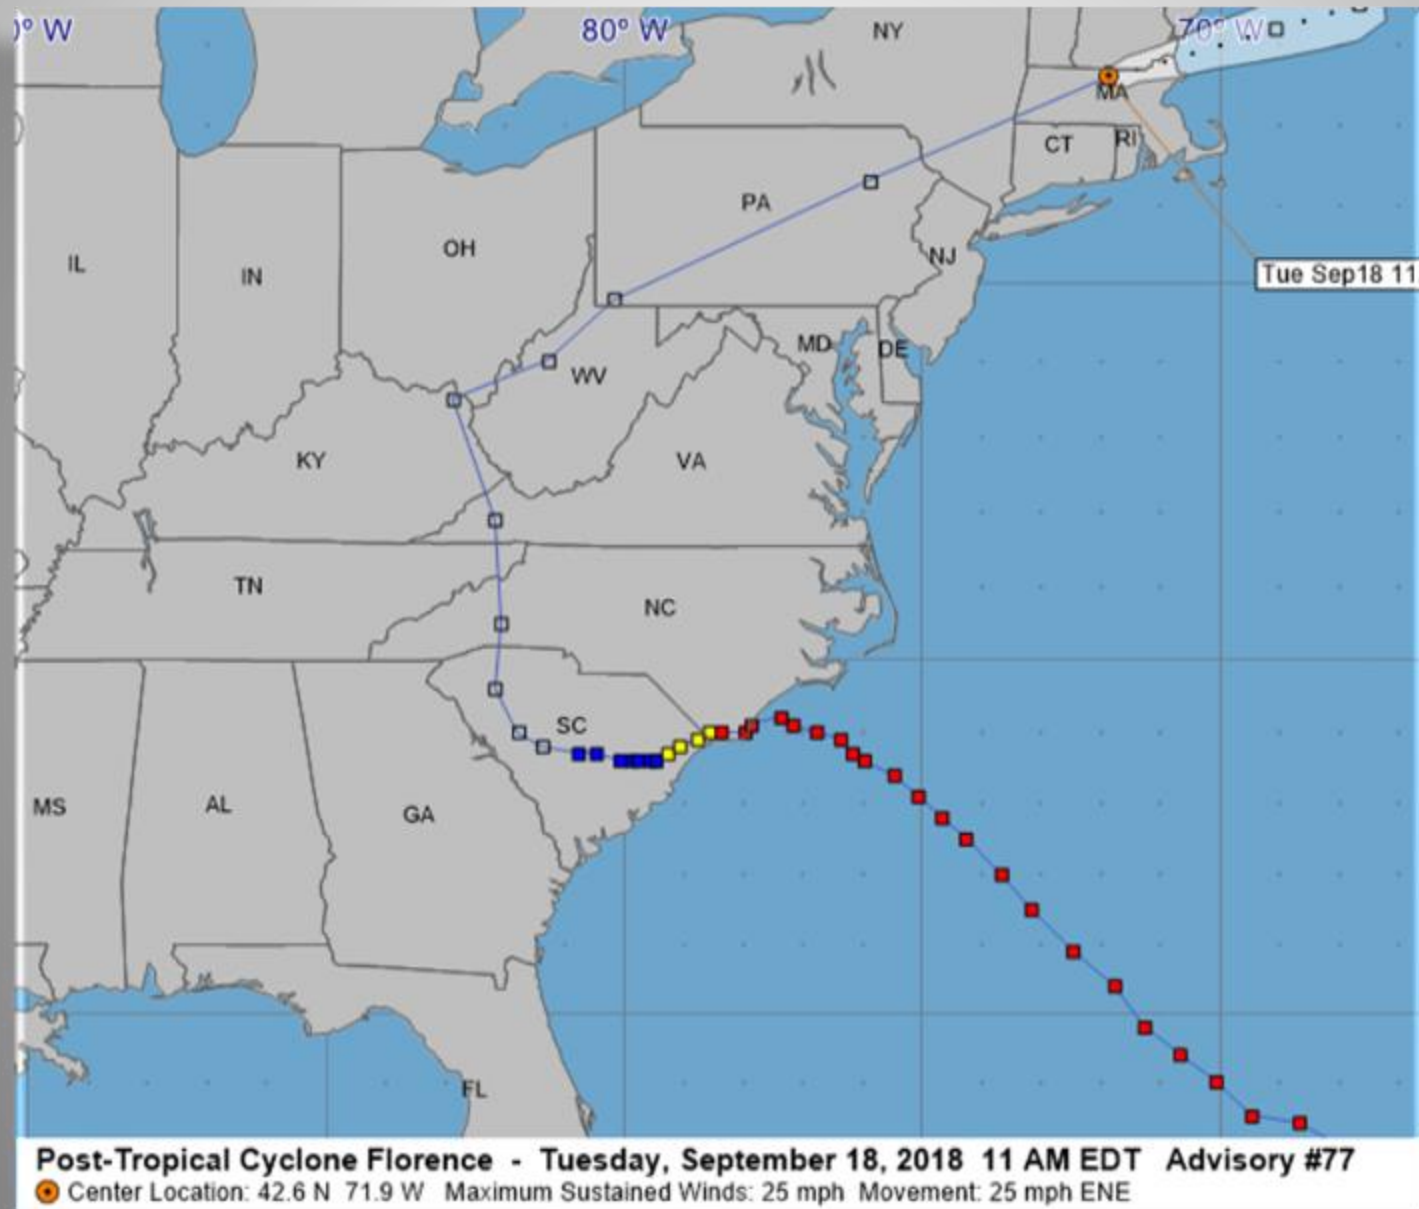 0° W 80° W 70° W
NY
MA
CT RI
PA
OH
NJ
IL IN
MD DE
WV
KY VA
TN NC
SC
MS AL GA
FL
Tue Sep18 11
Post-Tropical Cyclone Florence - Tuesday, September 18, 2018 11 AM EDT Advisory #77
Center Location: 42.6 N 71.9 W Maximum Sustained Winds: 25 mph Movement: 25 mph ENE